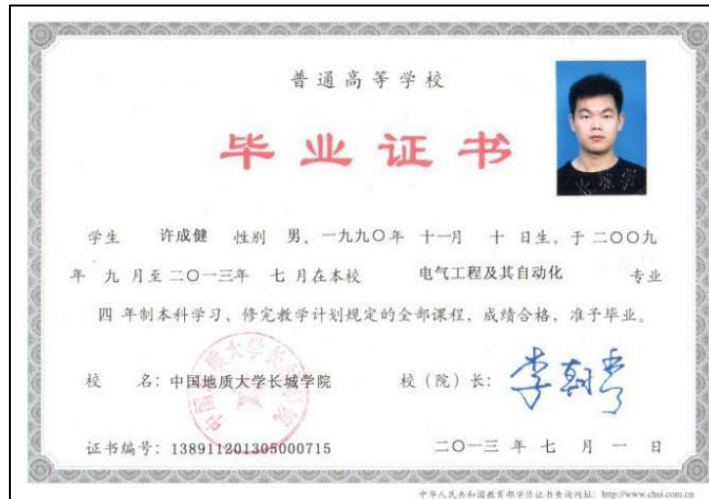 普通高等学校
毕业证书
学生 许成健 性别 男、一九九〇年 十一月 十 日生，于 二〇〇九
年 九 月至 二〇一三年 七 月在本校 电气工程及其自动化 专业
四 年制本科学习，修完教学计划规定的全部课程，成绩合格，准予毕业。
校 名：中国地质大学长城学院 校（院）长：
证书编号：138911201305000715 二〇一三 年 七 月 一 日
中华人民共和国教育部学历证书查询网址：http://www.chsi.com.cn